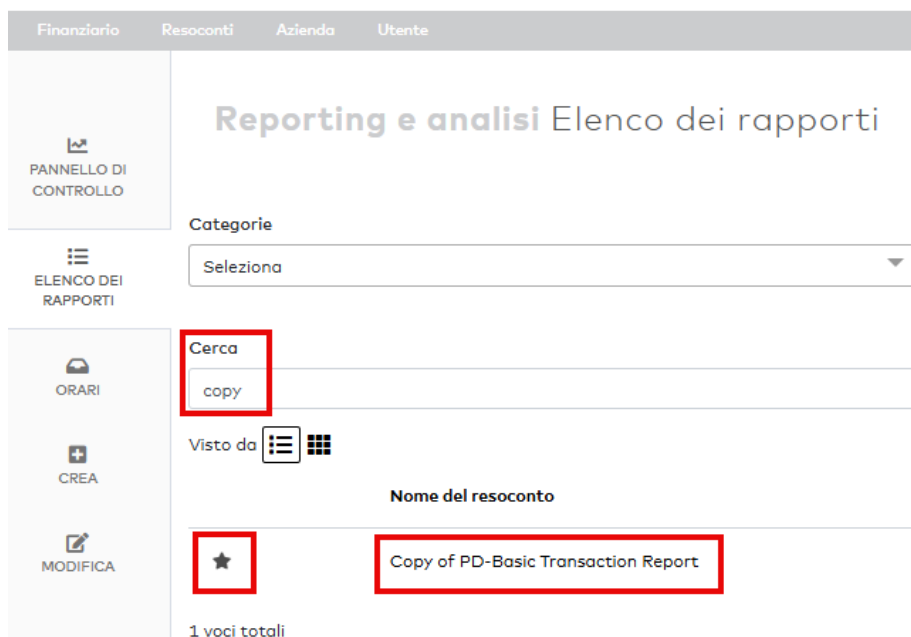 Finanziario Resoconti Azienda Utente
Reporting e analisi Elenco dei rapporti
PANNELLO DI
CONTROLLO
ELENCO DEI
RAPPORTI
ORARI
CREA
MODIFICA
Categorie
Seleziona
Cerca
copy
Visto da
Nome del resoconto
Copy of PD-Basic Transaction Report
1 voci totali